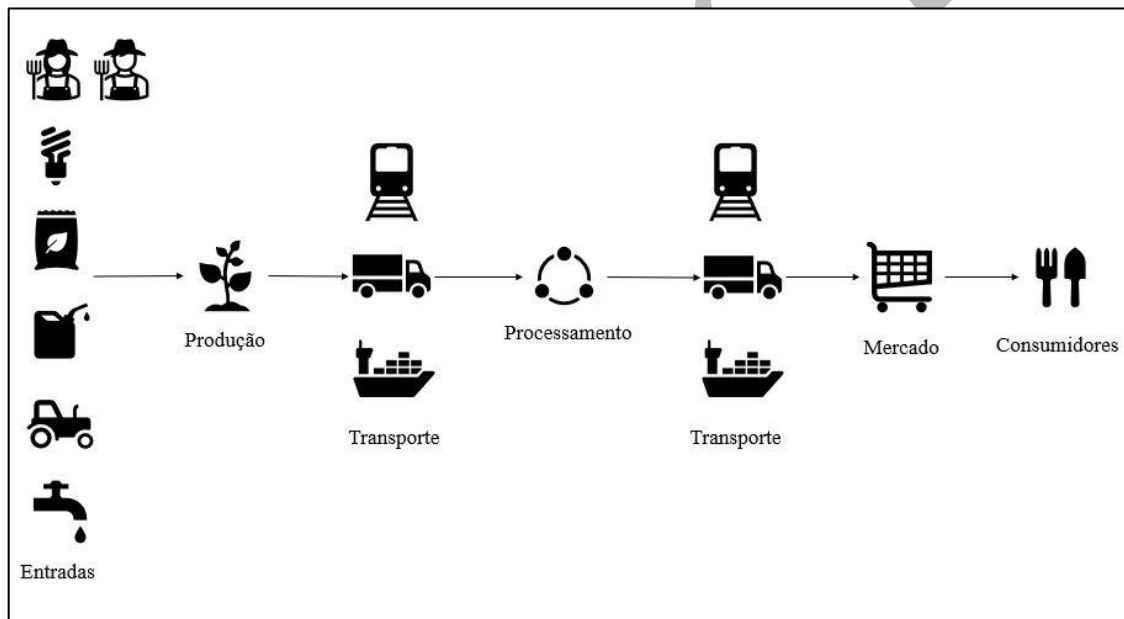 Produção
Processamento
Mercado
Consumidores
Transporte
Transporte
Entradas